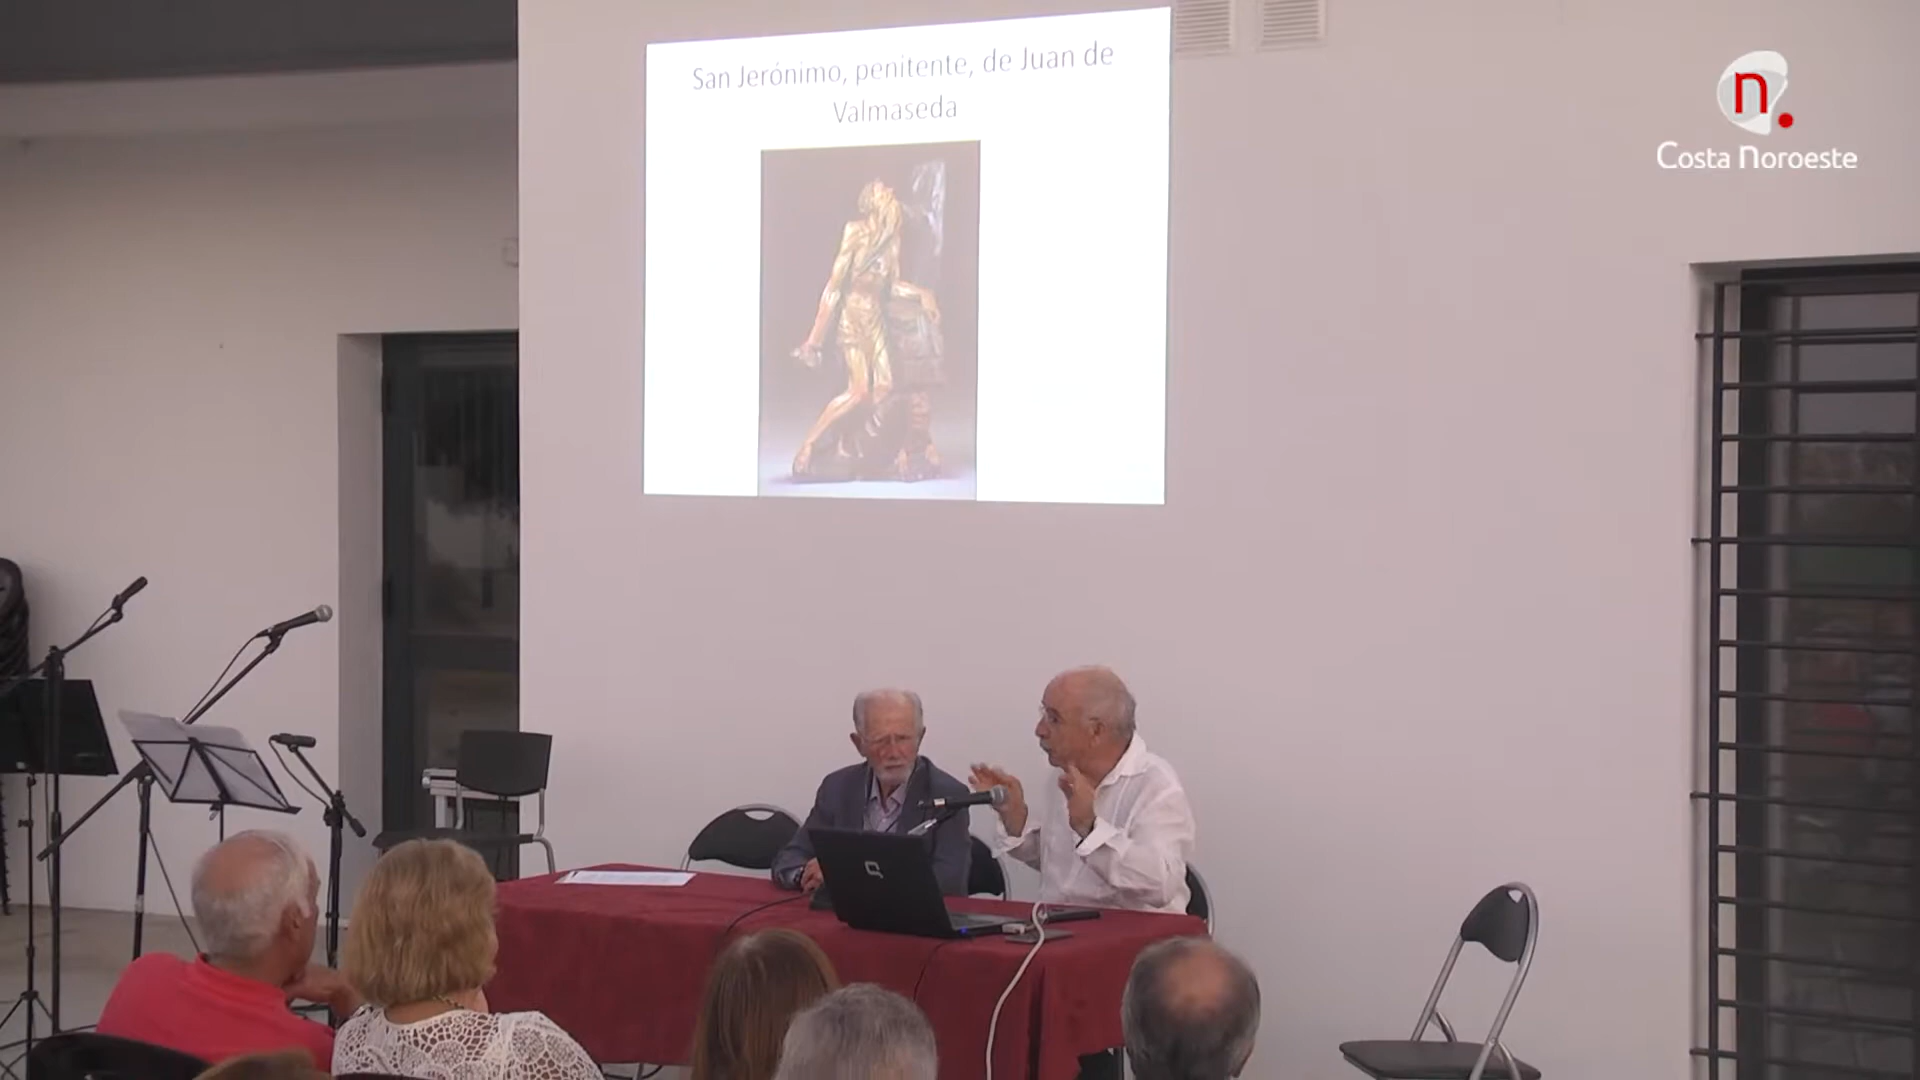 San Jerónimo, penitente, de Juan de
Valmaseda
n.
Costa Noroeste